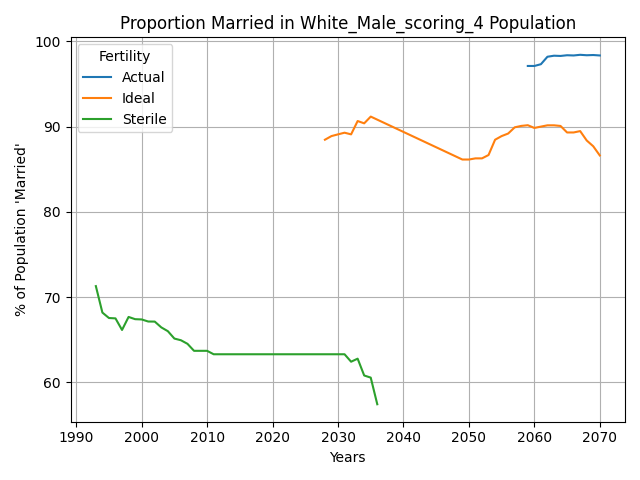 Proportion Married in White_Male_scoring_4 Population
Fertility
Actual
Ideal
Sterile
100
90
80
70
60
% of Population 'Married'
1990 2000 2010 2020 2030 2040 2050 2060 2070
Years